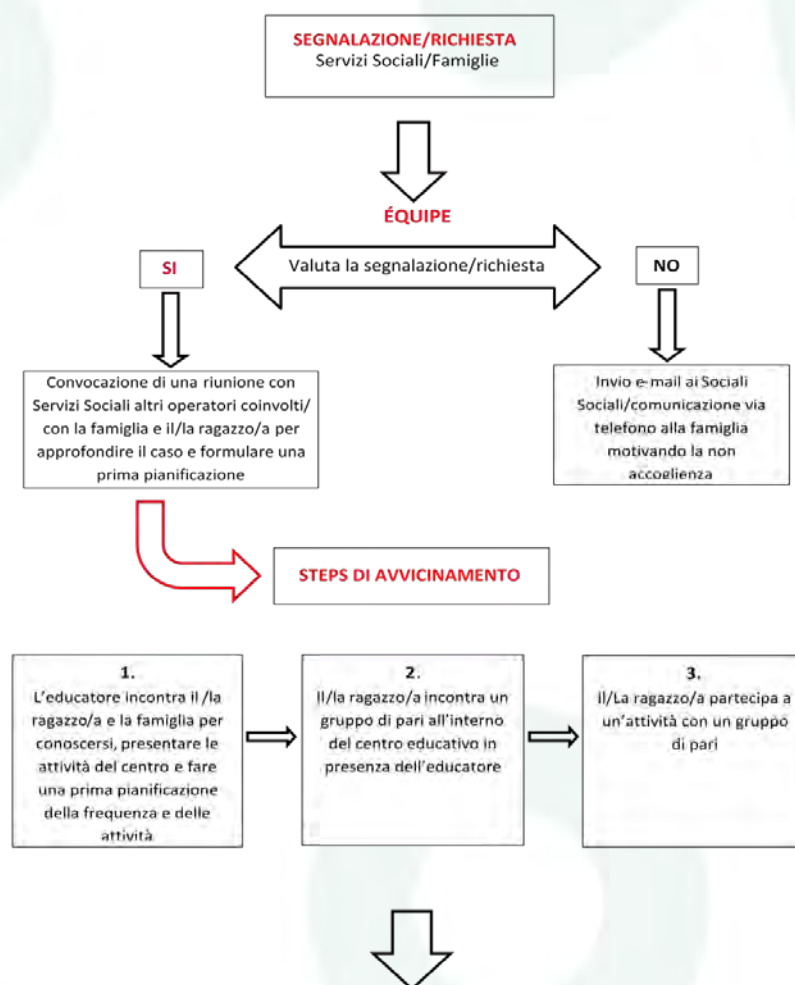 SEGNALAZIONE/RICHIESTA
Servizi Sociali/Famiglie
ÉQUIPE
SI
Valuta la segnalazione/richiesta
NO
Convocazione di una riunione con
Servizi Sociali altri operatori coinvolti/
con la famiglia e il/la ragazzo/a per
approfondire il caso e formulare una
prima pianificazione
Invio e-mail ai Sociali
Sociali/comunicazione via
telefono alla famiglia
motivando la non
accoglienza
STEPS DI AVVICINAMENTO
1.
L'educatore incontra il /la
ragazzo/a e la famiglia per
conoscersi, presentare le
attività del centro e fare
una prima pianificazione
della frequenza e delle
attività
2.
Il/la ragazzo/a incontra un
gruppo di pari all'interno
del centro educativo in
presenza dell'educatore
3.
Il/La ragazzo/a partecipa a
un'attività con un gruppo
di pari